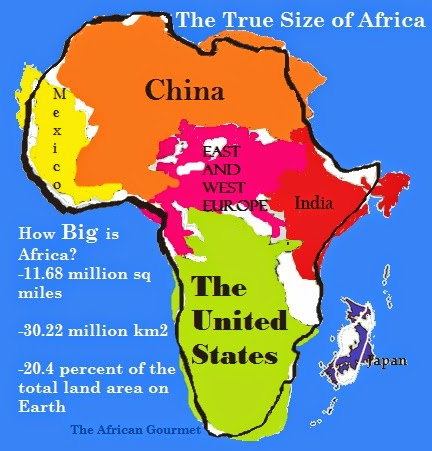 The True Size of Africa
China
Mexico
EAST
AND
WEST
EUROPE
India
How Big is
Africa?
-11.68 million sq
miles
-30.22 million km2
-20.4 percent of the
total land area on
Earth
The
United
States
Japan
The African Gourmet